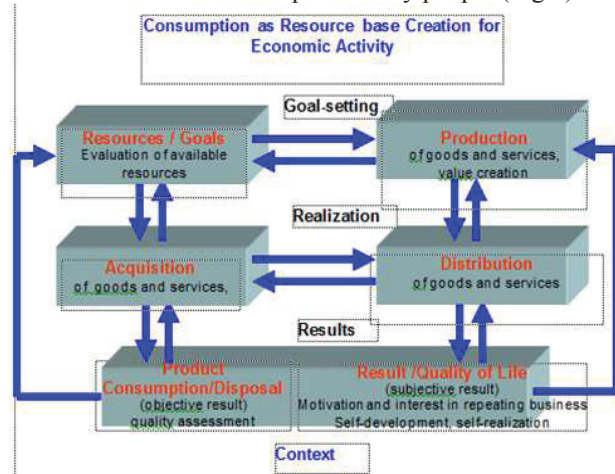 Consumption as Resource base Creation for
Economic Activity
Goal-setting
Resources / Goals
Evaluation of available
resources
Production
of goods and services,
value creation
Realization
Acquisition
of goods and services,
Distribution
of goods and services
Results
Product
Consumption/Disposal
(objective result)
quality assessment
Result /Quality of Life
(subjective result)
Motivation and interest in repeating business
Self-development, self-realization
Context